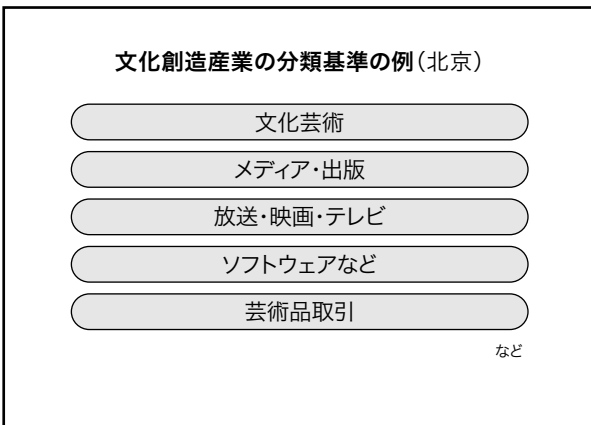 文化創造産業の分類基準の例(北京)
文化芸術
メディア・出版
放送・映画・テレビ
ソフトウェアなど
芸術品取引
など